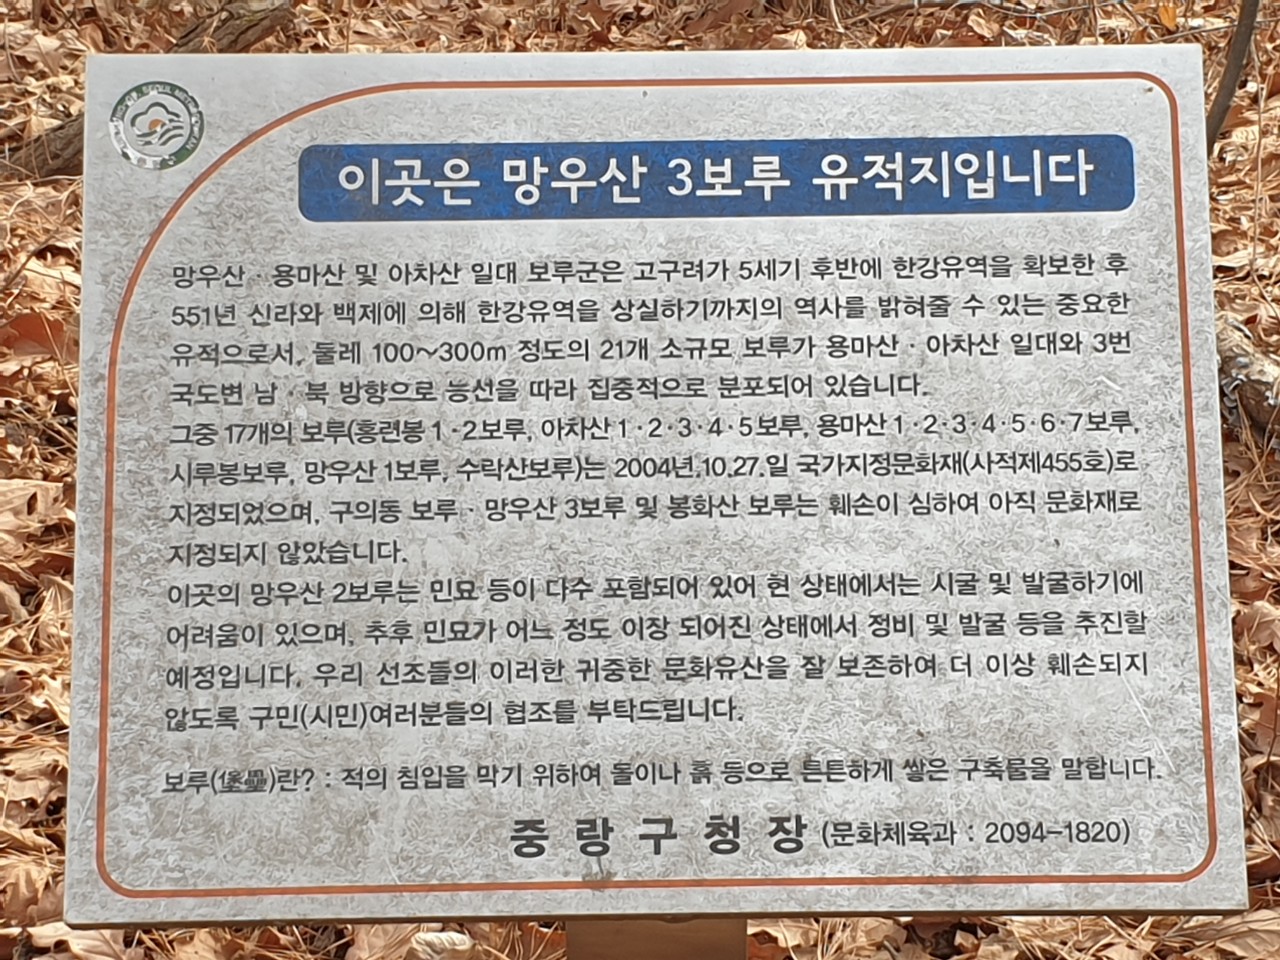 이곳은 망우산 3보루 유적지입니다
망우산 · 용마산 및 아차산 일대 보루군은 고구려가 5세기 후반에 한강유역을 확보한 후
551년 신라와 백제에 의해 한강유역을 상실하기까지의 역사를 밝혀줄 수 있는 중요한
유적으로서, 둘레 100~300m 정도의 21개 소규모 보루가 용마산 · 아차산 일대와 3번
국도변 남 · 북 방향으로 능선을 따라 집중적으로 분포되어 있습니다.
그중 17개의 보루(홍련봉 1 · 2보루, 아차산 1 · 2 · 3 · 4 · 5보루, 용마산 1 · 2 · 3 · 4 · 5 · 6 · 7보루,
시루봉보루, 망우산 1보루, 수락산보루)는 2004년.10.27.일 국가지정문화재(사적제455호)로
지정되었으며, 구의동 보루 · 망우산 3보루 및 봉화산 보루는 훼손이 심하여 아직 문화재로
지정되지 않았습니다.
이곳의 망우산 2보루는 민묘 등이 다수 포함되어 있어 현 상태에서는 시굴 및 발굴하기에
어려움이 있으며, 추후 민묘가 어느 정도 이장 되어진 상태에서 정비 및 발굴 등을 추진할
예정입니다. 우리 선조들의 이러한 귀중한 문화유산을 잘 보존하여 더 이상 훼손되지
않도록 구민(시민)여러분들의 협조를 부탁드립니다.
보루(堡壘)란? : 적의 침입을 막기 위하여 돌이나 흙 등으로 튼튼하게 쌓은 구축물을 말합니다.
중랑구청장 (문화체육과 : 2094-1820)